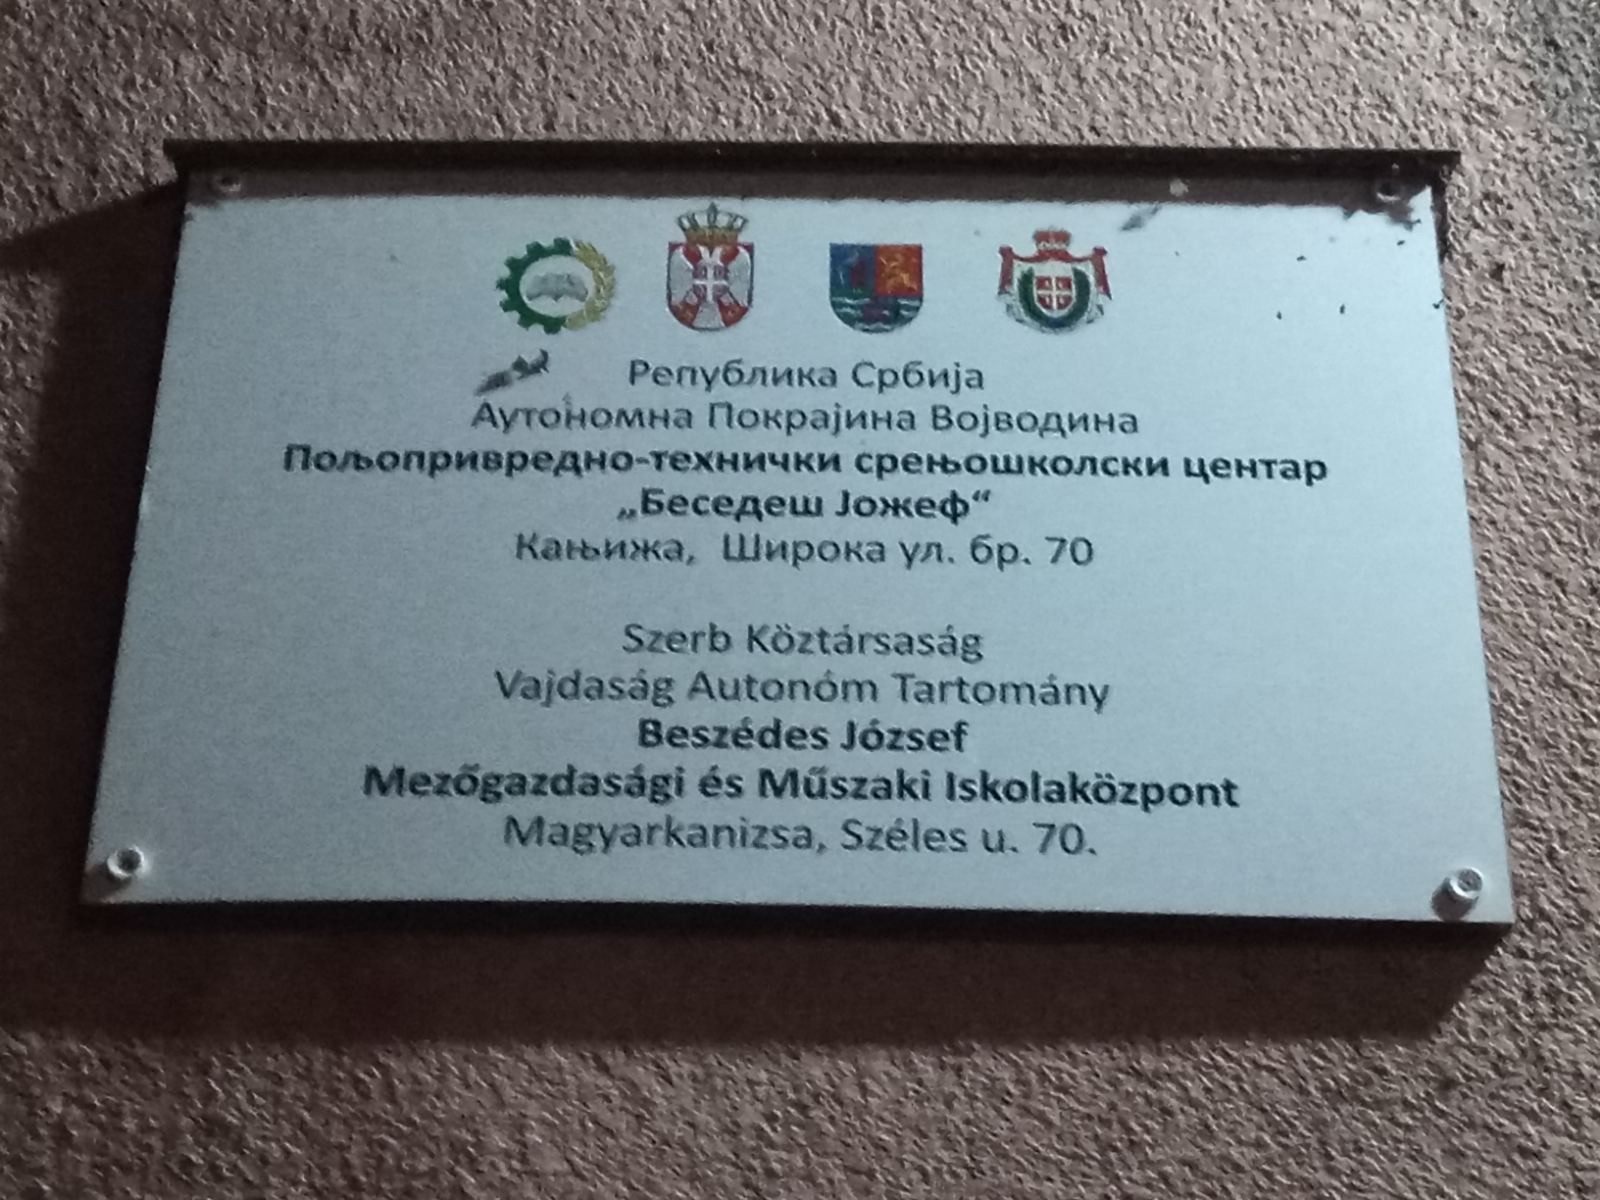 Република Србија
Аутономна Покрајина Војводина
Пољопривредно-технички срењошколски центар
„Беседеш Јожеф“
Кањижа, Широка ул. бр. 70
Szerb Köztársaság
Vajdaság Autonóm Tartomány
Beszédes József
Mezőgazdasági és Műszaki Iskolaközpont
Magyarkanizsa, Széles u. 70.